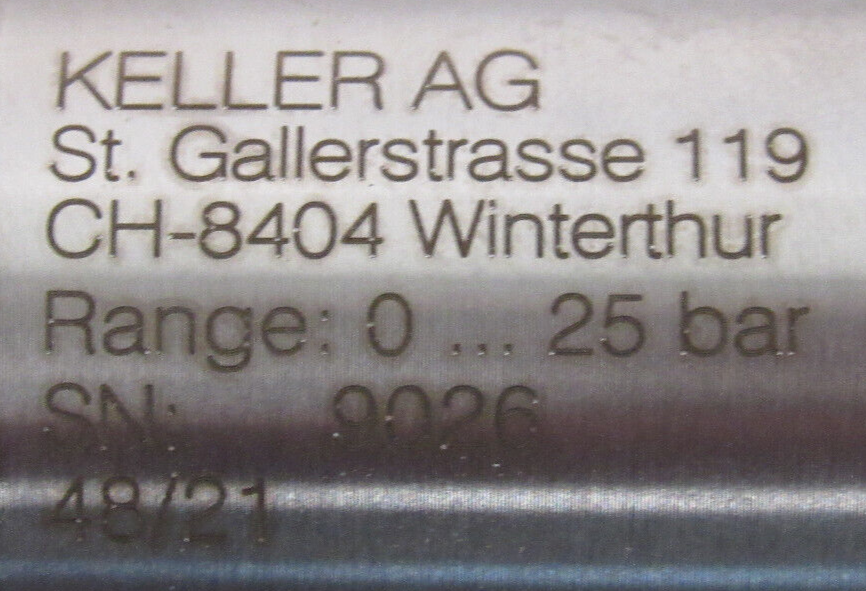 KELLER AG
St. Gallerstrasse 119
CH-8404 Winterthur
Range: 0 ... 25 bar
SN: 9026
48/21